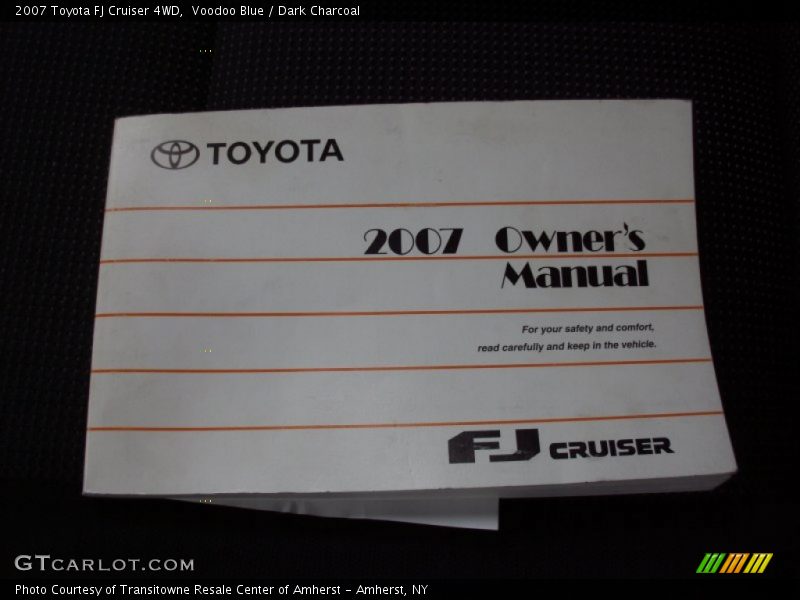 2007 Toyota FJ Cruiser 4WD,  Voodoo Blue / Dark Charcoal
TOYOTA
2007 Owner's
Manual
For your safety and comfort,
read carefully and keep in the vehicle.
FJ CRUISER
GTCARLOT.COM
Photo Courtesy of Transitowne Resale Center of Amherst - Amherst, NY